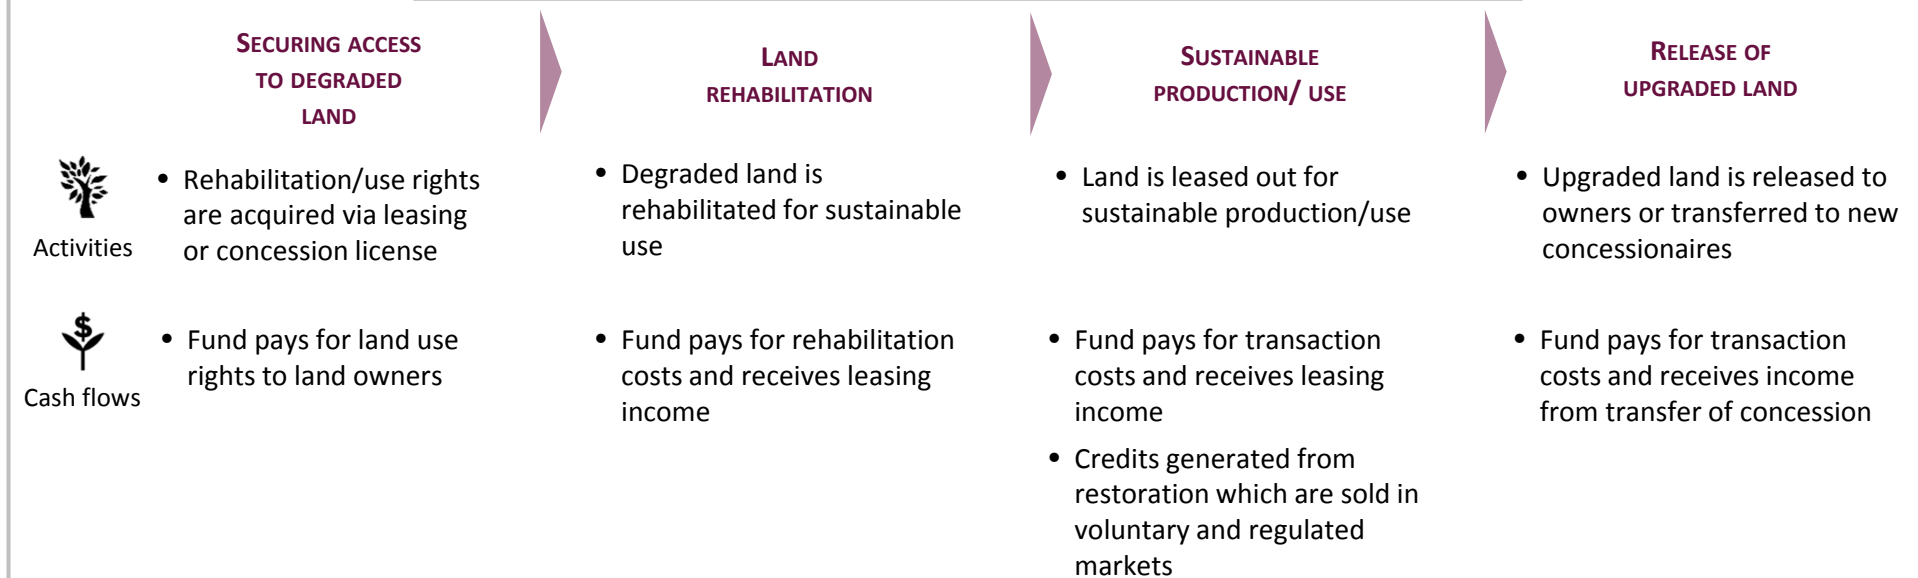 SECURING ACCESS
TO DEGRADED
LAND
LAND
REHABILITATION
SUSTAINABLE
PRODUCTION/ USE
RELEASE OF
UPGRADED LAND
Activities
• Rehabilitation/use rights
are acquired via leasing
or concession license
• Degraded land is
rehabilitated for sustainable
use
• Land is leased out for
sustainable production/use
• Upgraded land is released to
owners or transferred to new
concessionaires
$
Cash flows
• Fund pays for land use
rights to land owners
• Fund pays for rehabilitation
costs and receives leasing
income
• Fund pays for transaction
costs and receives leasing
income
• Credits generated from
restoration which are sold in
voluntary and regulated
markets
• Fund pays for transaction
costs and receives income
from transfer of concession